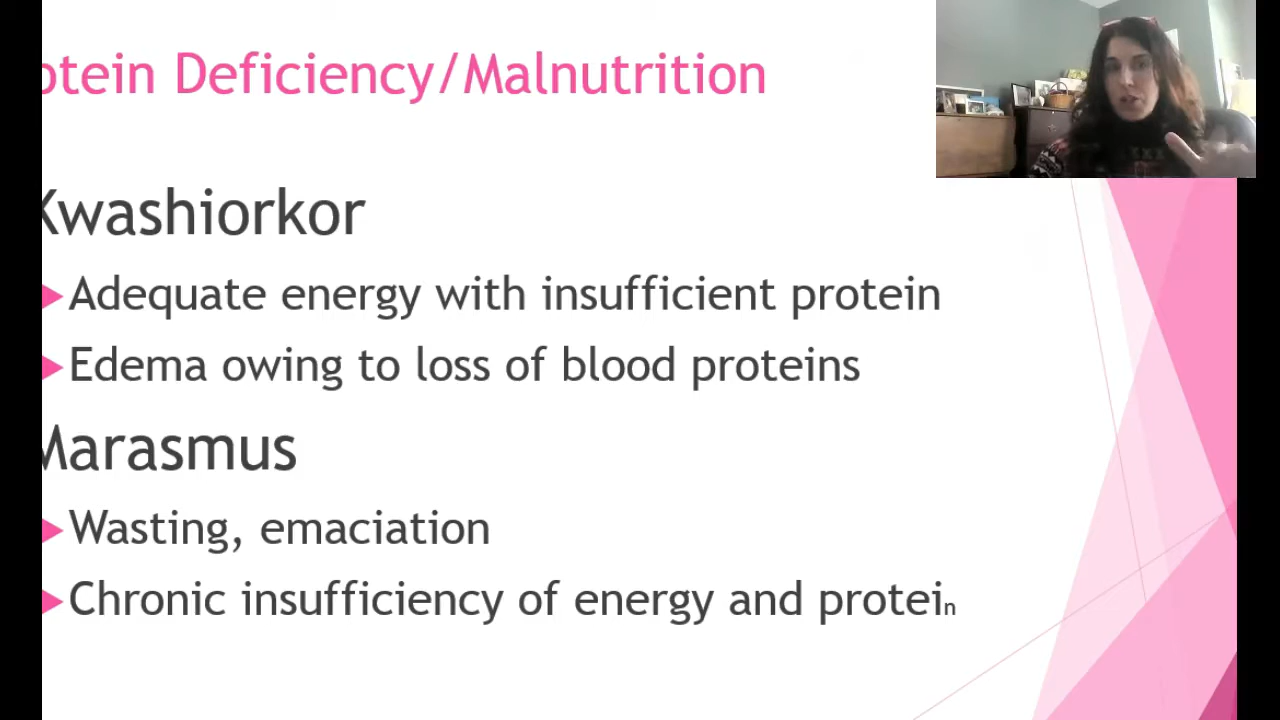 otein Deficiency/Malnutrition
Kwashiorkor
Adequate energy with insufficient protein
Edema owing to loss of blood proteins
Marasmus
Wasting, emaciation
Chronic insufficiency of energy and protein